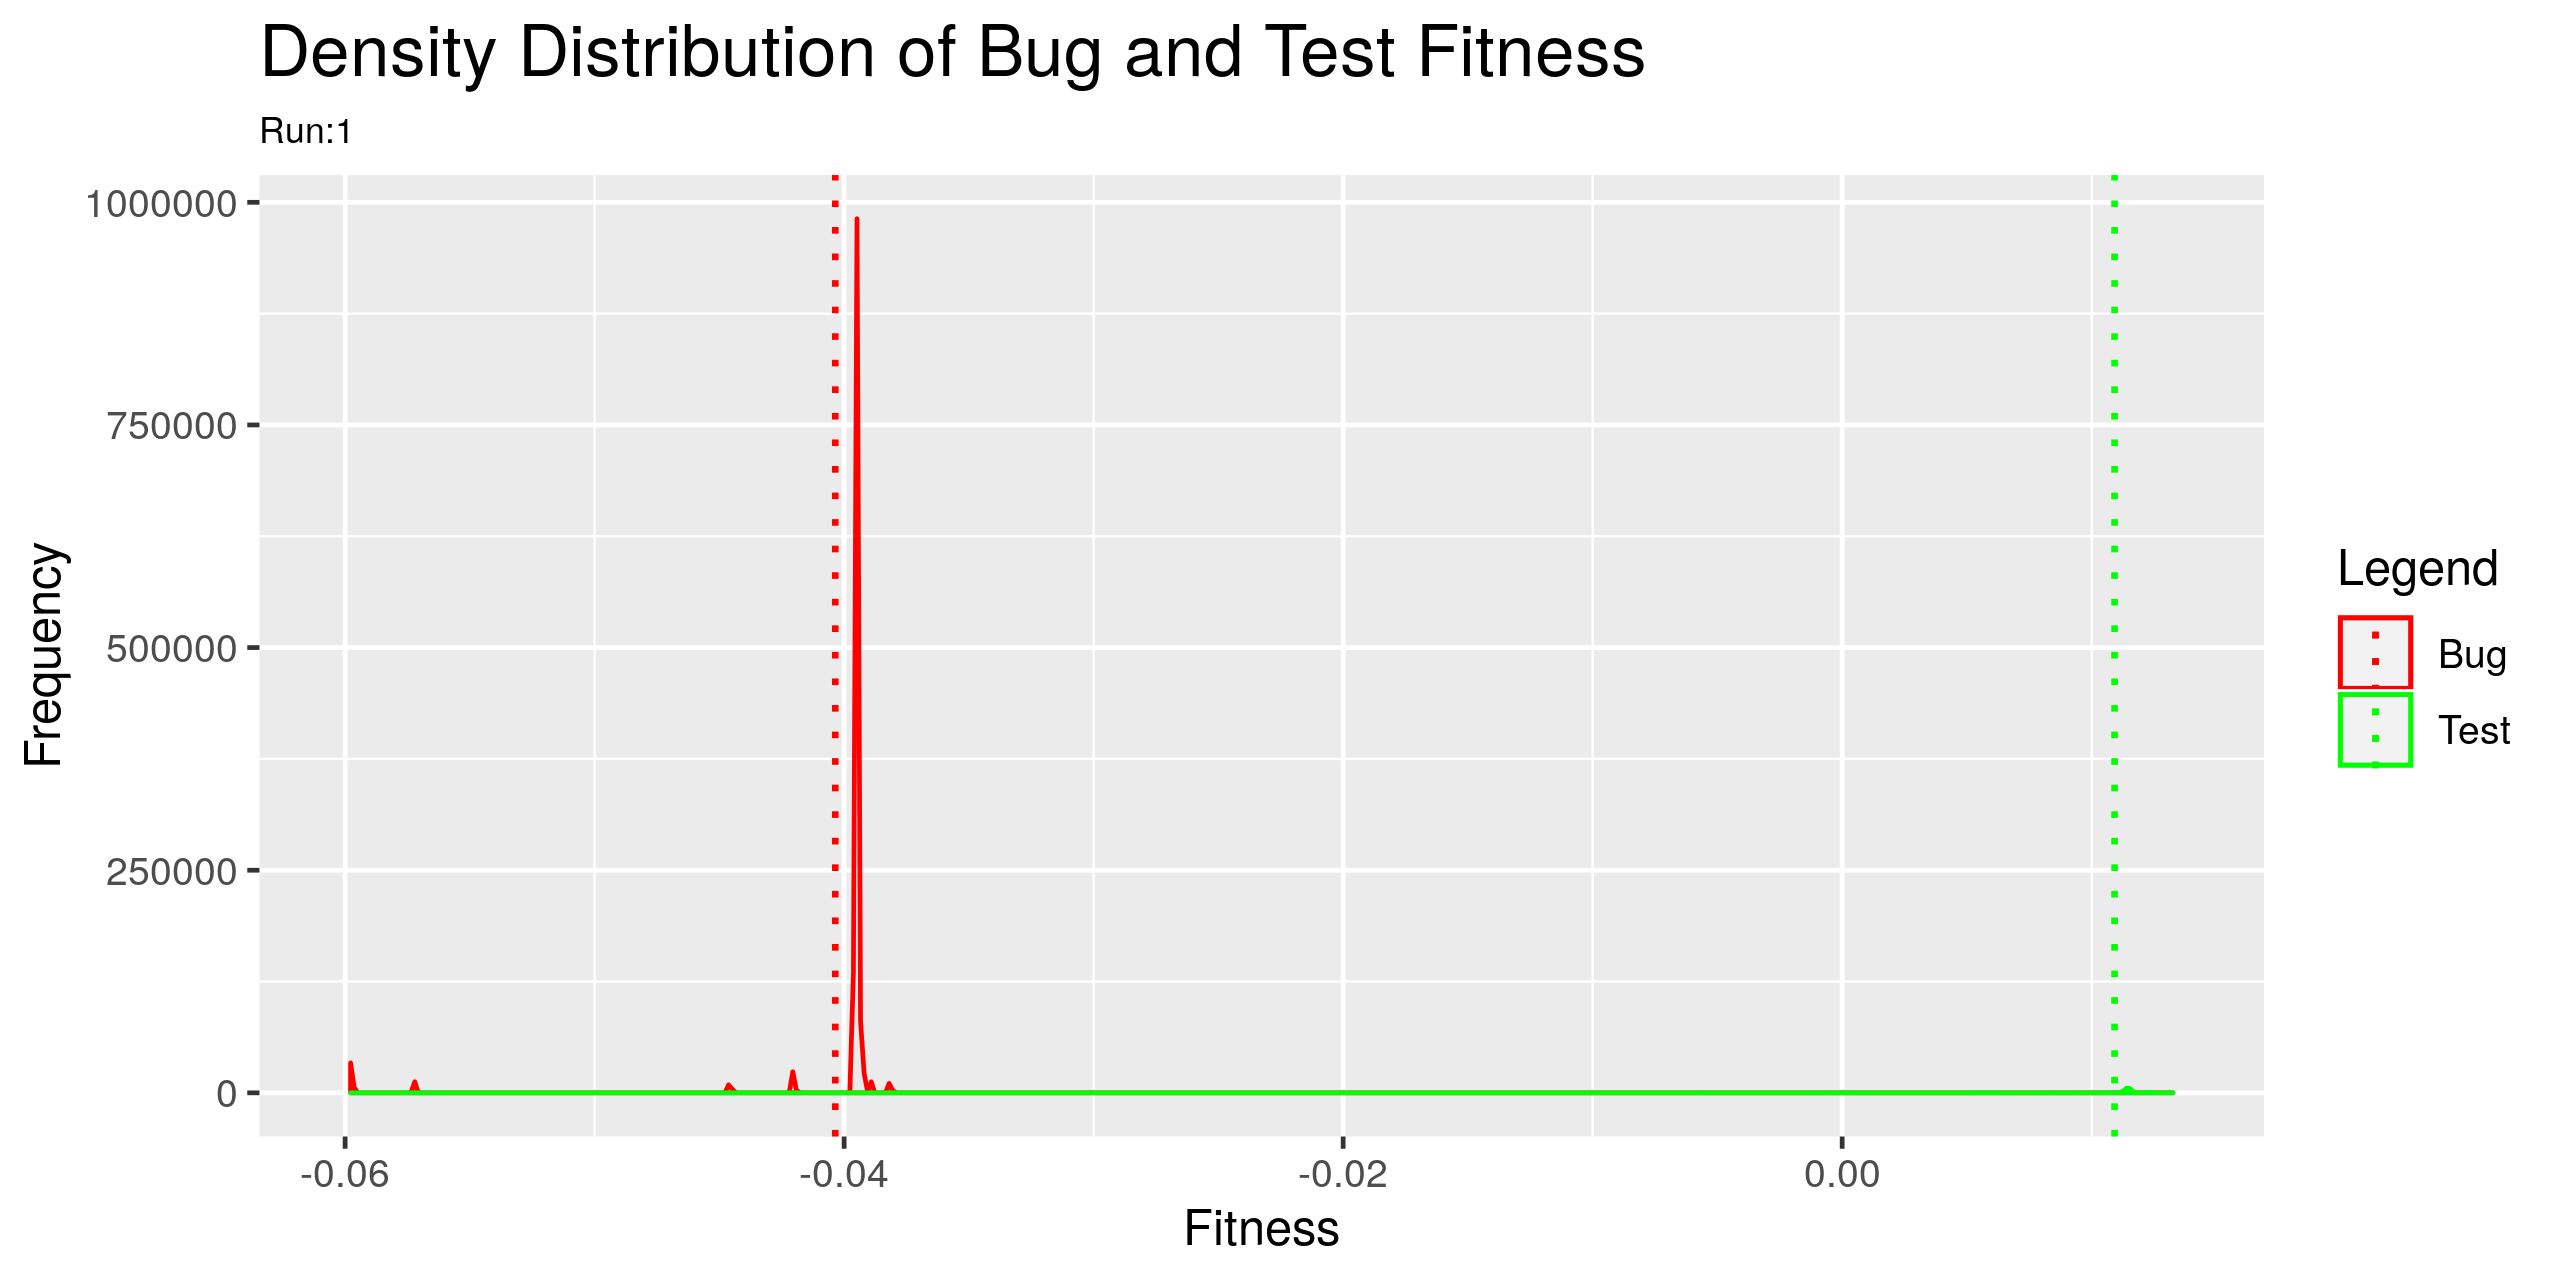 Density Distribution of Bug and Test Fitness
Run:1
1000000
750000
500000
250000
0
Frequency
-0.06
-0.04
-0.02
0.00
Fitness
Legend
Bug
Test